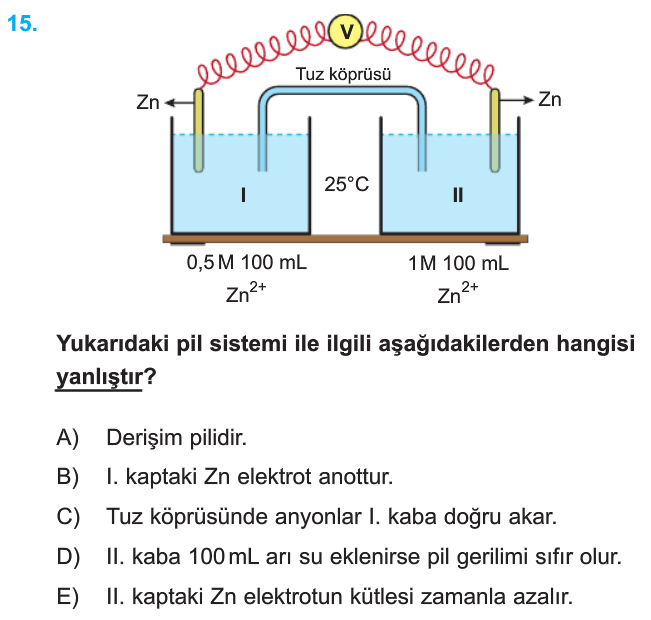 15.
V
Tuz köprüsü
Zn
Zn
25°C
I
II
0,5 M 100 mL
Zn2+
1 M 100 mL
Zn2+
Yukarıdaki pil sistemi ile ilgili aşağıdakilerden hangisi
yanlıştır?
A) Derişim pilidir.
B) I. kaptaki Zn elektrot anottur.
C) Tuz köprüsünde anyonlar I. kaba doğru akar.
D) II. kaba 100 mL arı su eklenirse pil gerilimi sıfır olur.
E) II. kaptaki Zn elektrotun kütlesi zamanla azalır.